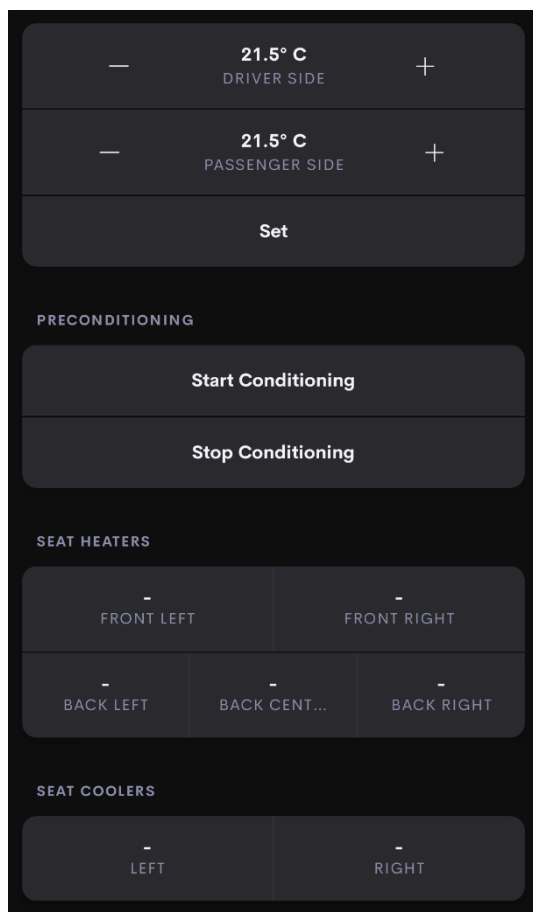 — 21.5° C +
DRIVER SIDE
— 21.5° C +
PASSENGER SIDE
Set
PRECONDITIONING
Start Conditioning
Stop Conditioning
SEAT HEATERS
- -
FRONT LEFT FRONT RIGHT
- - -
BACK LEFT BACK CENT... BACK RIGHT
SEAT COOLERS
- -
LEFT RIGHT